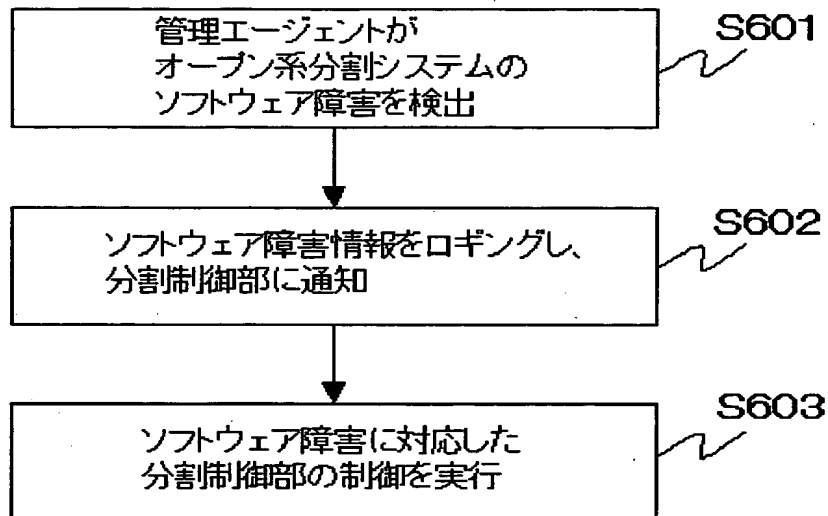 管理エージェントが
オープン系分割システムの
ソフトウェア障害を検出
S601
ソフトウェア障害情報をロギングし、
分割制御部に通知
S602
ソフトウェア障害に対応した
分割制御部の制御を実行
S603